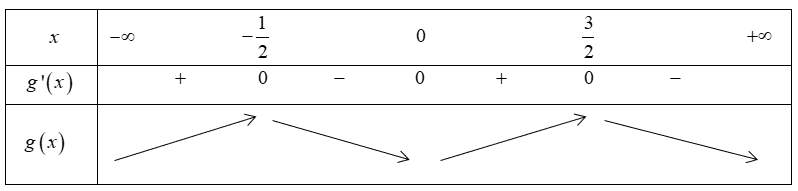 x −∞ −1/2 0 3/2 +∞
g'(x) + 0 − 0 + 0 −
g(x)